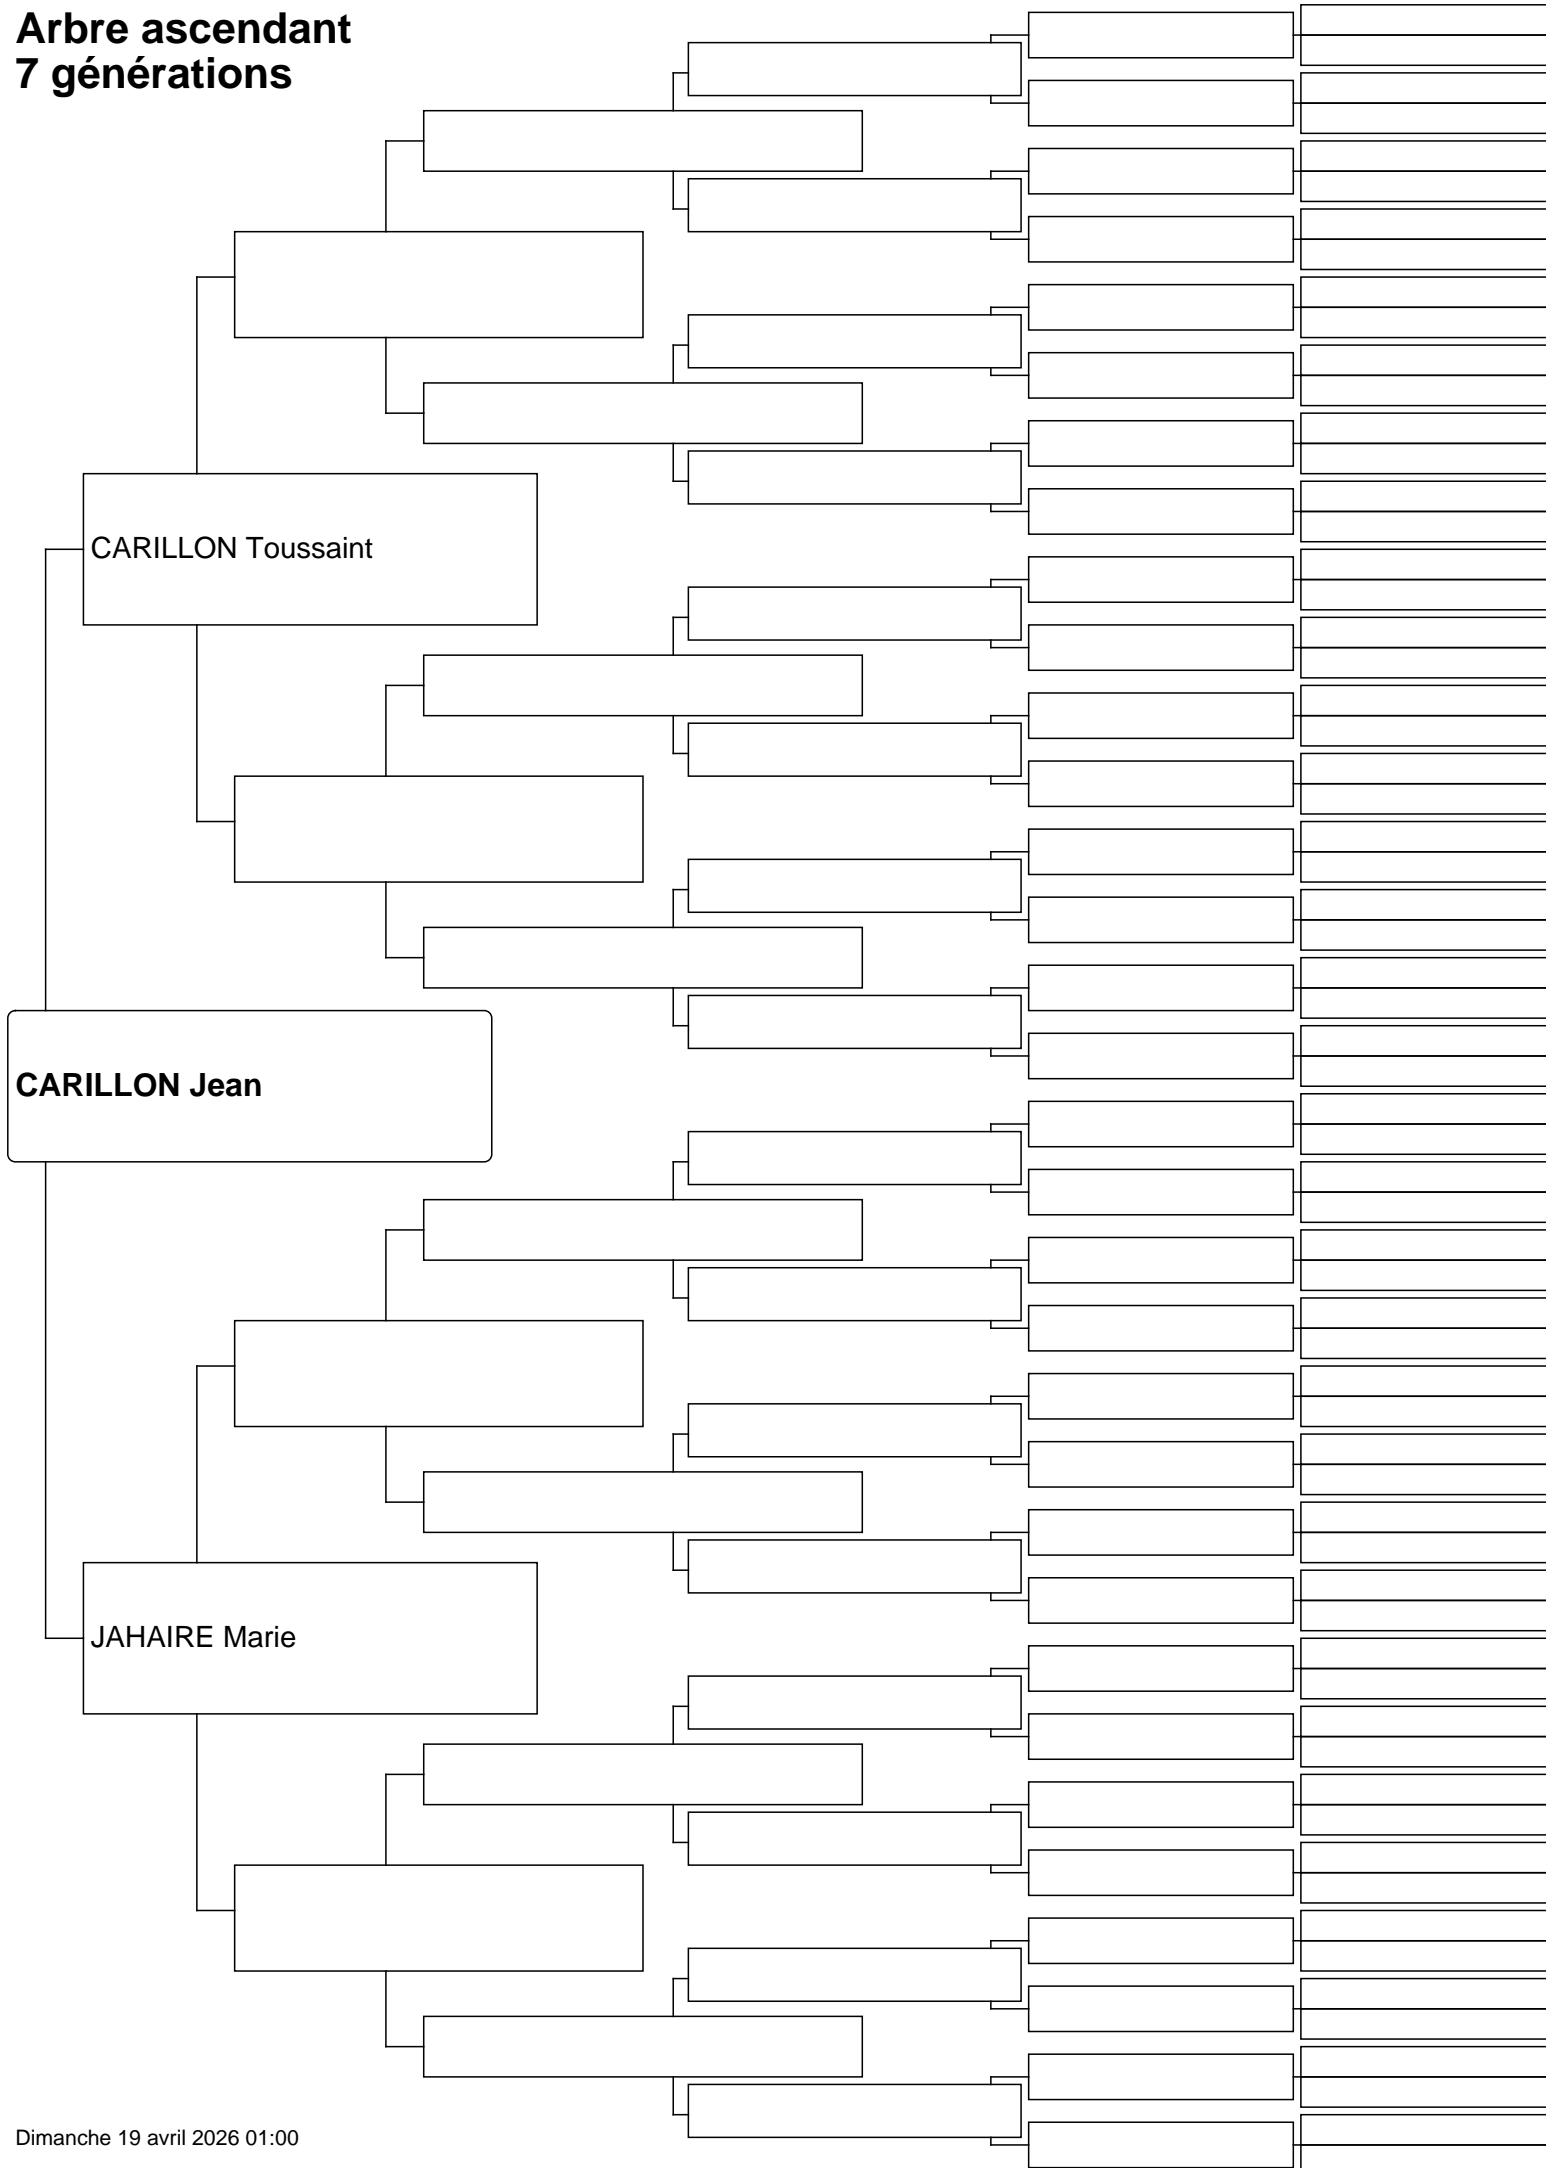 Arbre ascendant
7 générations
CARILLON Toussaint
CARILLON Jean
JAHAIRE Marie
Dimanche 19 avril 2026 01:00